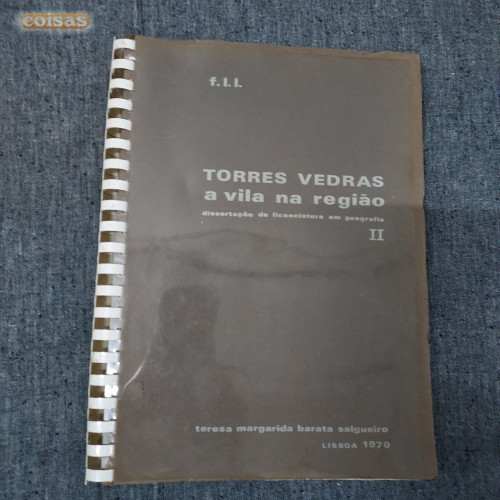 coisas
f.l.l.
TORRES VEDRAS
a vila na região
dissertação de licenciatura em geografia
II
teresa margarida barata salgueiro
LISBOA 1970